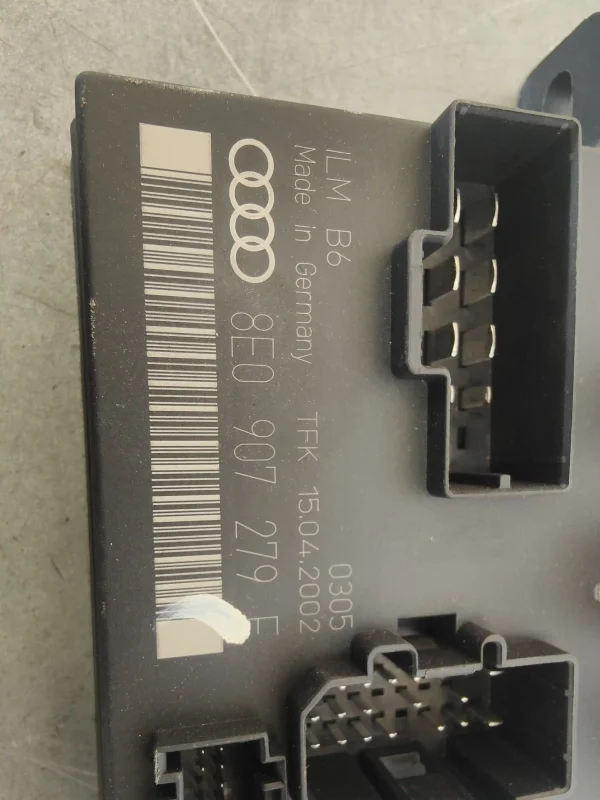 ILM B6 0305
Made in Germany TFK 15.04.2002
8E0 907 279